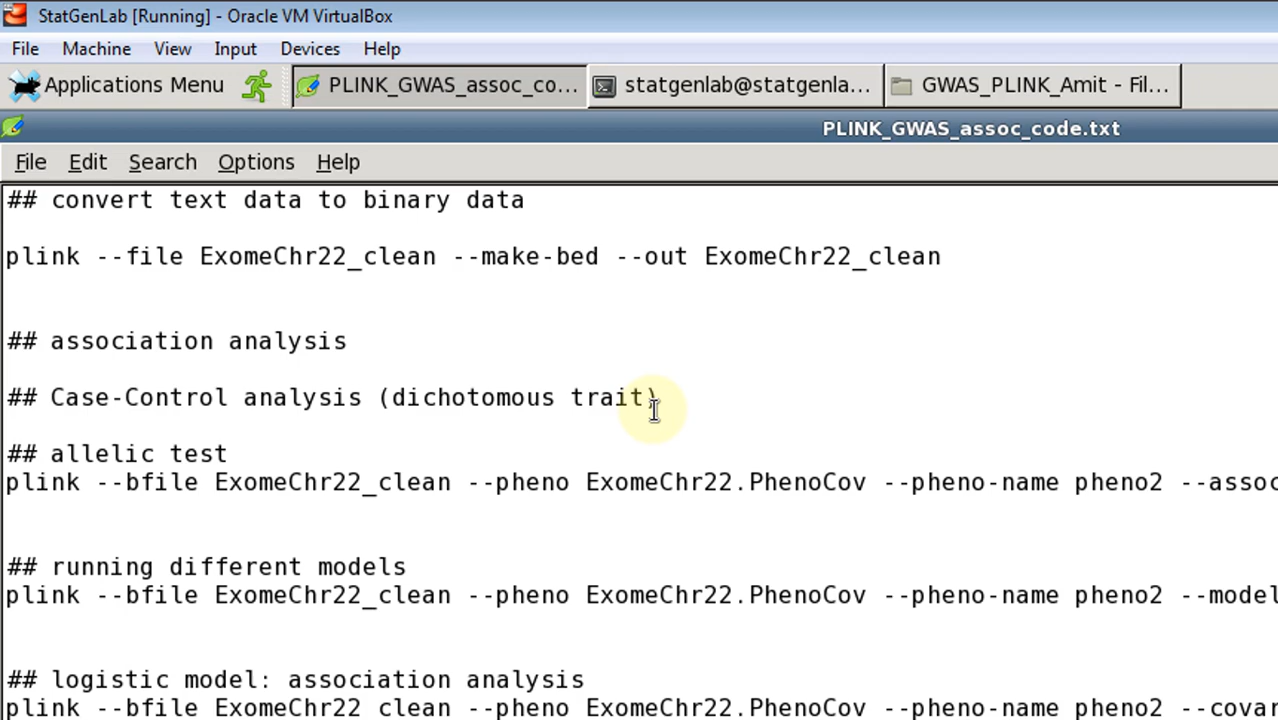 StatGenLab [Running] - Oracle VM VirtualBox
File Machine View Input Devices Help
Applications Menu PLINK_GWAS_assoc_co... statgenlab@statgenla... GWAS_PLINK_Amit - Fil...
PLINK_GWAS_assoc_code.txt
File Edit Search Options Help
## convert text data to binary data
plink --file ExomeChr22_clean --make-bed --out ExomeChr22_clean
## association analysis
## Case-Control analysis (dichotomous trait)
## allelic test
plink --bfile ExomeChr22_clean --pheno ExomeChr22.PhenoCov --pheno-name pheno2 --assoc
## running different models
plink --bfile ExomeChr22_clean --pheno ExomeChr22.PhenoCov --pheno-name pheno2 --model
## logistic model: association analysis
plink --bfile ExomeChr22_clean --pheno ExomeChr22.PhenoCov --pheno-name pheno2 --covar